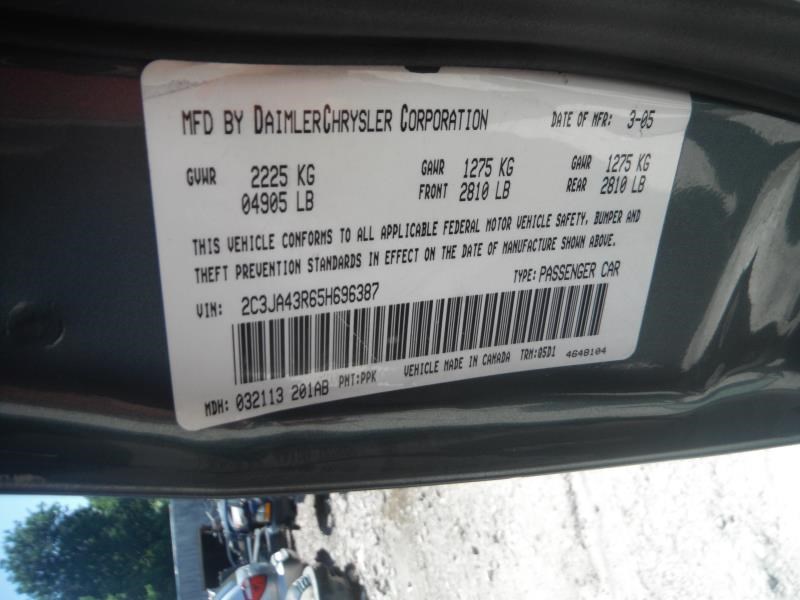 MFD BY DAIMLERCHRYSLER CORPORATION DATE OF MFR: 3-05
GVWR 2225 KG GAWR 1275 KG GAWR 1275 KG
04905 LB FRONT 2810 LB REAR 2810 LB
THIS VEHICLE CONFORMS TO ALL APPLICABLE FEDERAL MOTOR VEHICLE SAFETY, BUMPER AND
THEFT PREVENTION STANDARDS IN EFFECT ON THE DATE OF MANUFACTURE SHOWN ABOVE.
VIN: 2C3JA43R65H696387 TYPE: PASSENGER CAR
MDH: 032113 201AB PNT:PPK VEHICLE MADE IN CANADA TRM:05D1 4648104